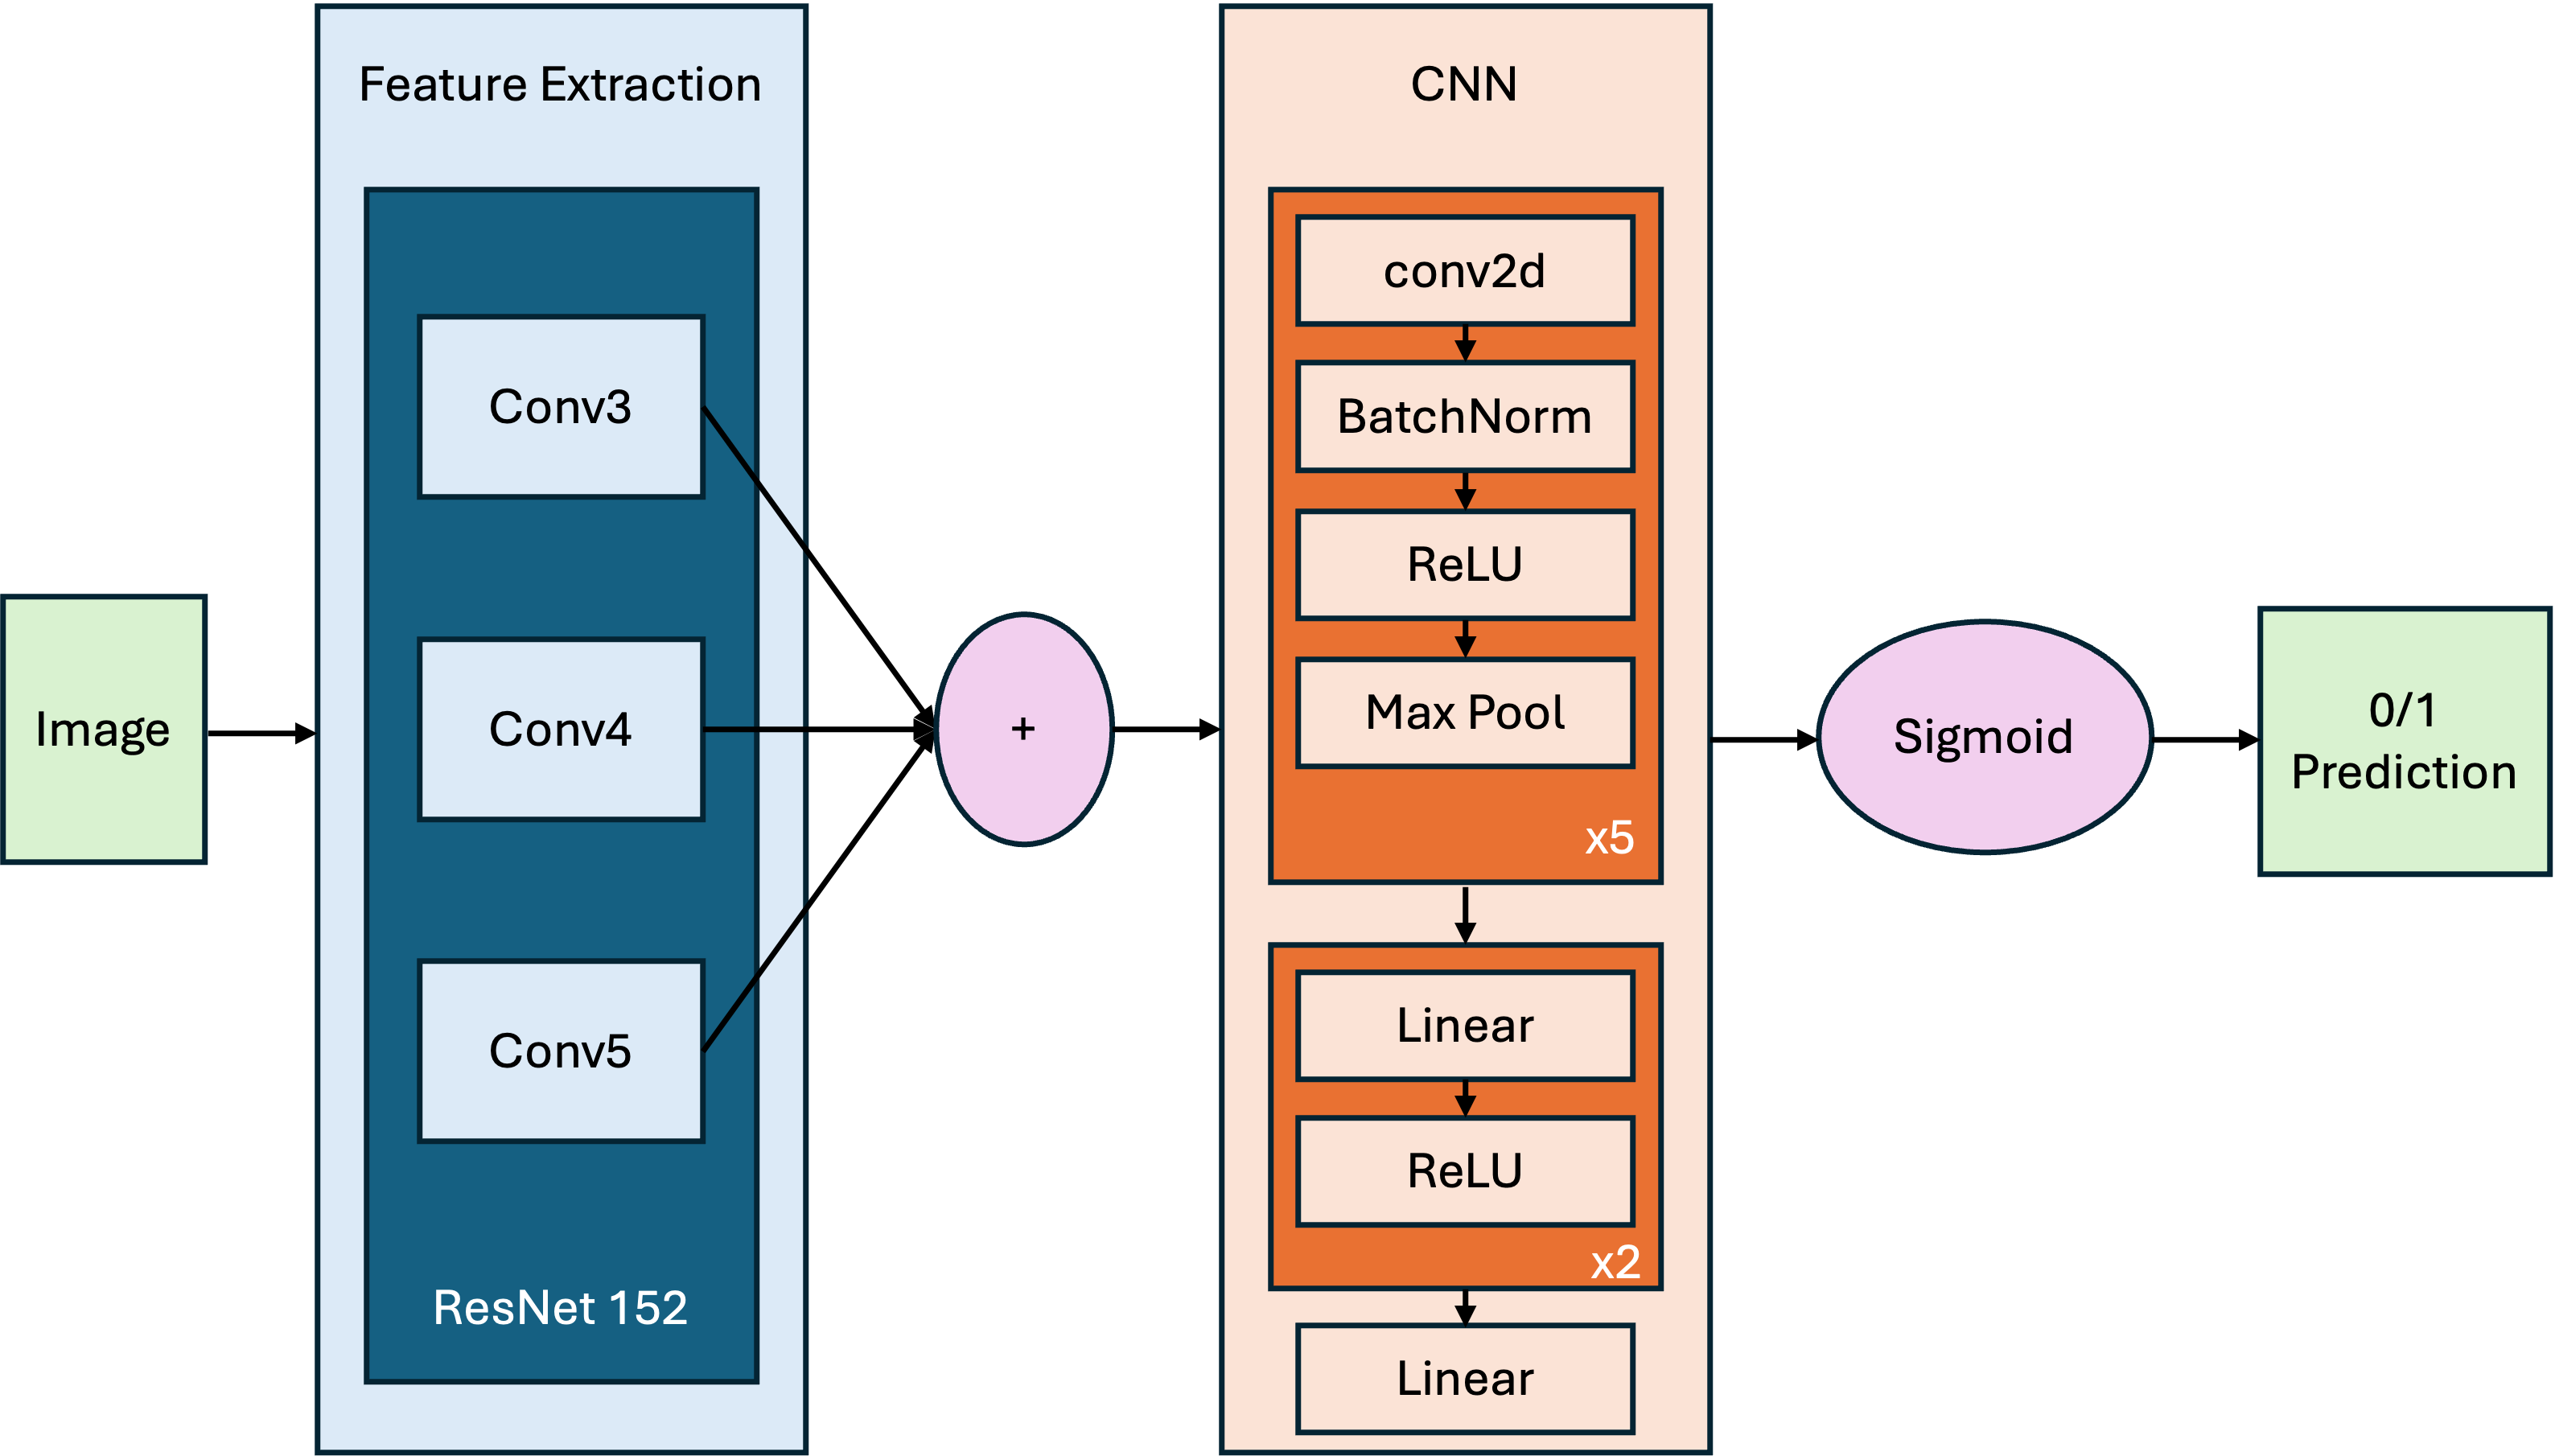 Image
Feature Extraction
Conv3
Conv4
Conv5
ResNet 152
+
CNN
conv2d
BatchNorm
ReLU
Max Pool
x5
Linear
ReLU
x2
Linear
Sigmoid
0/1
Prediction